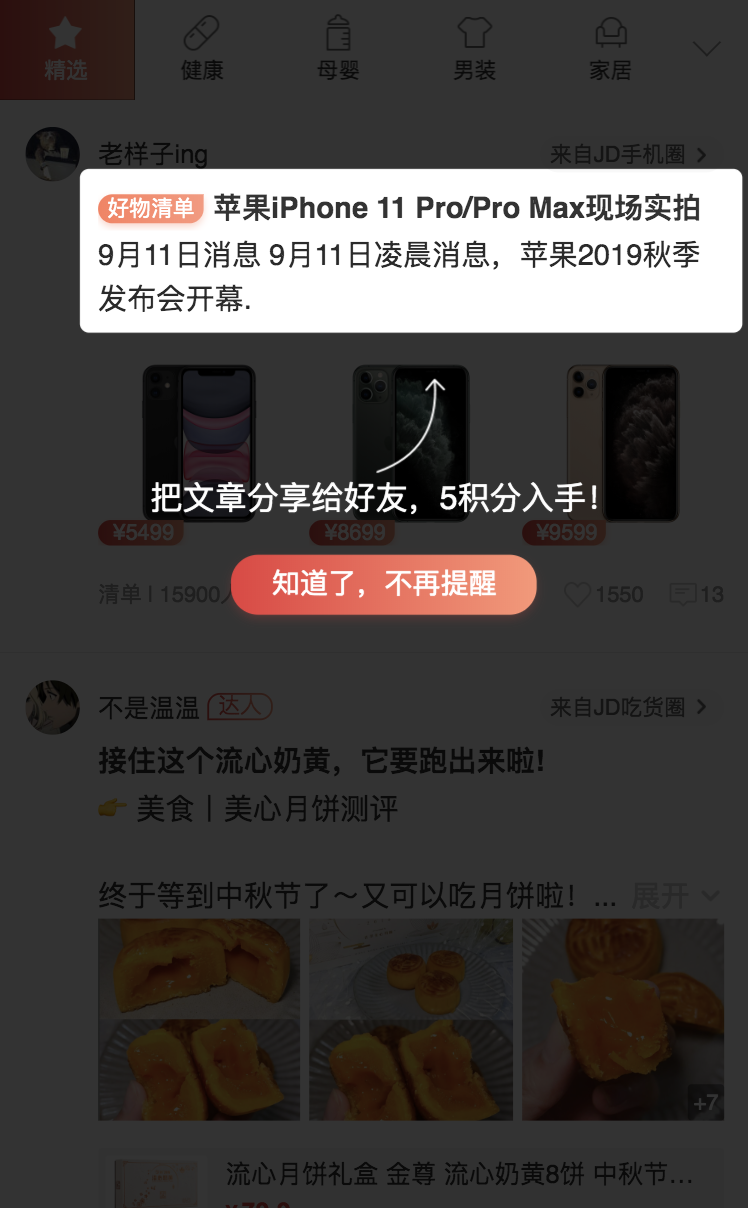 精选 健康 母婴 男装 家居
老样子ing 来自JD手机圈
好物清单 苹果iPhone 11 Pro/Pro Max现场实拍
9月11日消息 9月11日凌晨消息，苹果2019秋季
发布会开幕.
把文章分享给好友，5积分入手！
¥5499 ¥8699 ¥9599
知道了，不再提醒
清单 | 15900 1550 13
不是温温 达人 来自JD吃货圈
接住这个流心奶黄，它要跑出来啦!
👉 美食丨美心月饼测评
终于等到中秋节了～又可以吃月饼啦！... 展开
+7
流心月饼礼盒 金尊 流心奶黄8饼 中秋节...